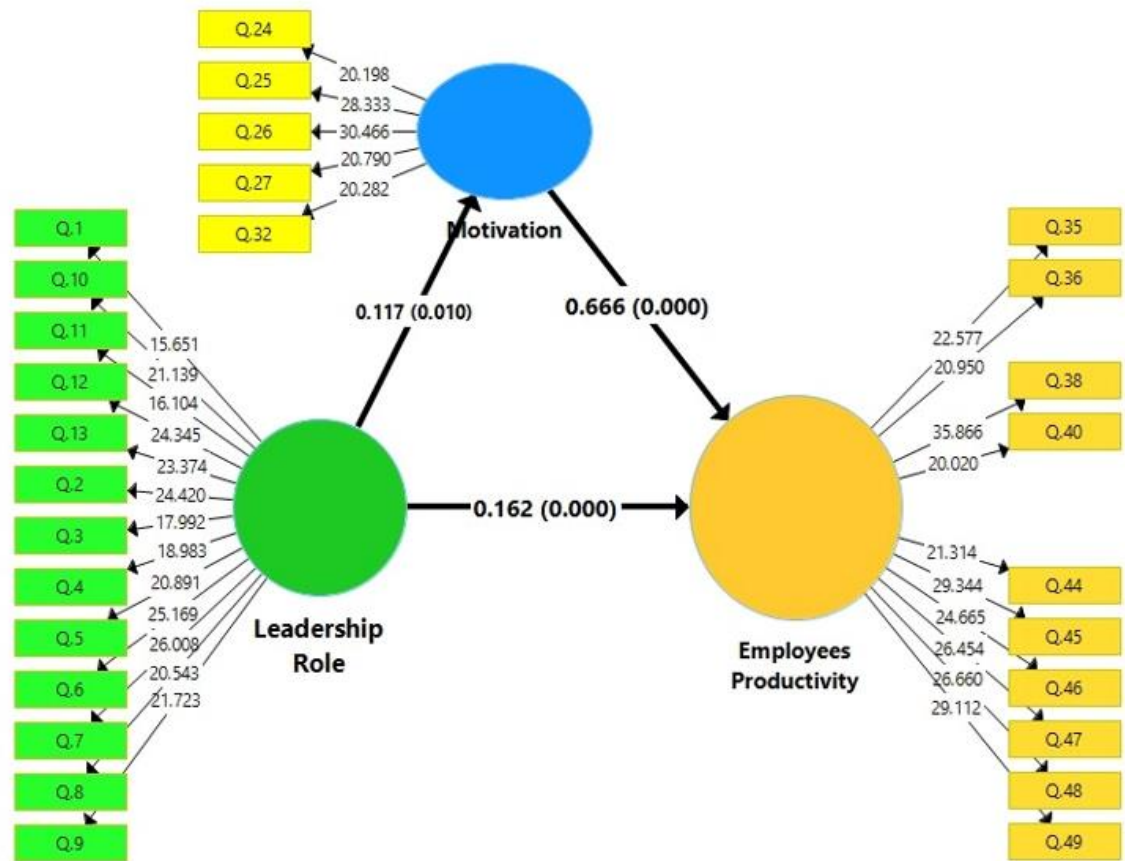 Q.24
Q.25
Q.26
Q.27
Q.32
20.198
28.333
30.466
20.790
20.282
Motivation
Q.1
Q.10
Q.11
Q.12
Q.13
Q.2
Q.3
Q.4
Q.5
Q.6
Q.7
Q.8
Q.9
15.651
21.139
16.104
24.345
23.374
24.420
17.992
18.983
20.891
25.169
26.008
20.543
21.723
Leadership
Role
0.117 (0.010)
0.666 (0.000)
0.162 (0.000)
Employees
Productivity
22.577
20.950
35.866
20.020
21.314
29.344
24.665
26.454
26.660
29.112
Q.35
Q.36
Q.38
Q.40
Q.44
Q.45
Q.46
Q.47
Q.48
Q.49